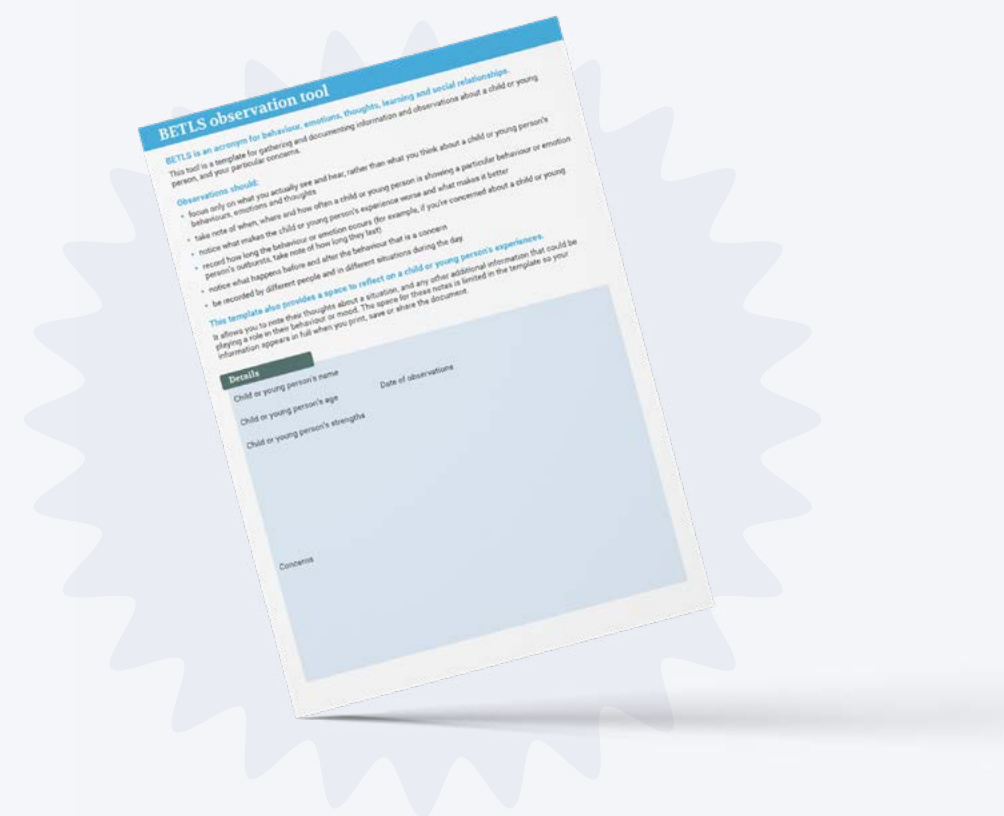 BETLS observation tool
BETLS is an acronym for behaviour, emotions, thoughts, learning and social relationships.
This tool is a template for gathering and documenting information and observations about a child or young
person, and your particular concerns.
Observations should:
• focus only on what you actually see and hear, rather than what you think about a child or young person's
behaviours, emotions and thoughts
• take note of when, where and how often a child or young person is showing a particular behaviour or emotion
• notice what makes the child or young person's experience worse and what makes it better
• record how long the behaviour or emotion occurs (for example, if you're concerned about a child or young
person's outbursts, take note of how long they last)
• notice what happens before and after the behaviour that is a concern
• be recorded by different people and in different situations during the day.
This template also provides a space to reflect on a child or young person's experiences.
It allows you to note their thoughts about a situation, and any other additional information that could be
playing a role in their behaviour or mood. The space for these notes is limited in the template so your
information appears in full when you print, save or share the document.
Details
Child or young person's name
Date of observations
Child or young person's age
Child or young person's strengths
Concerns